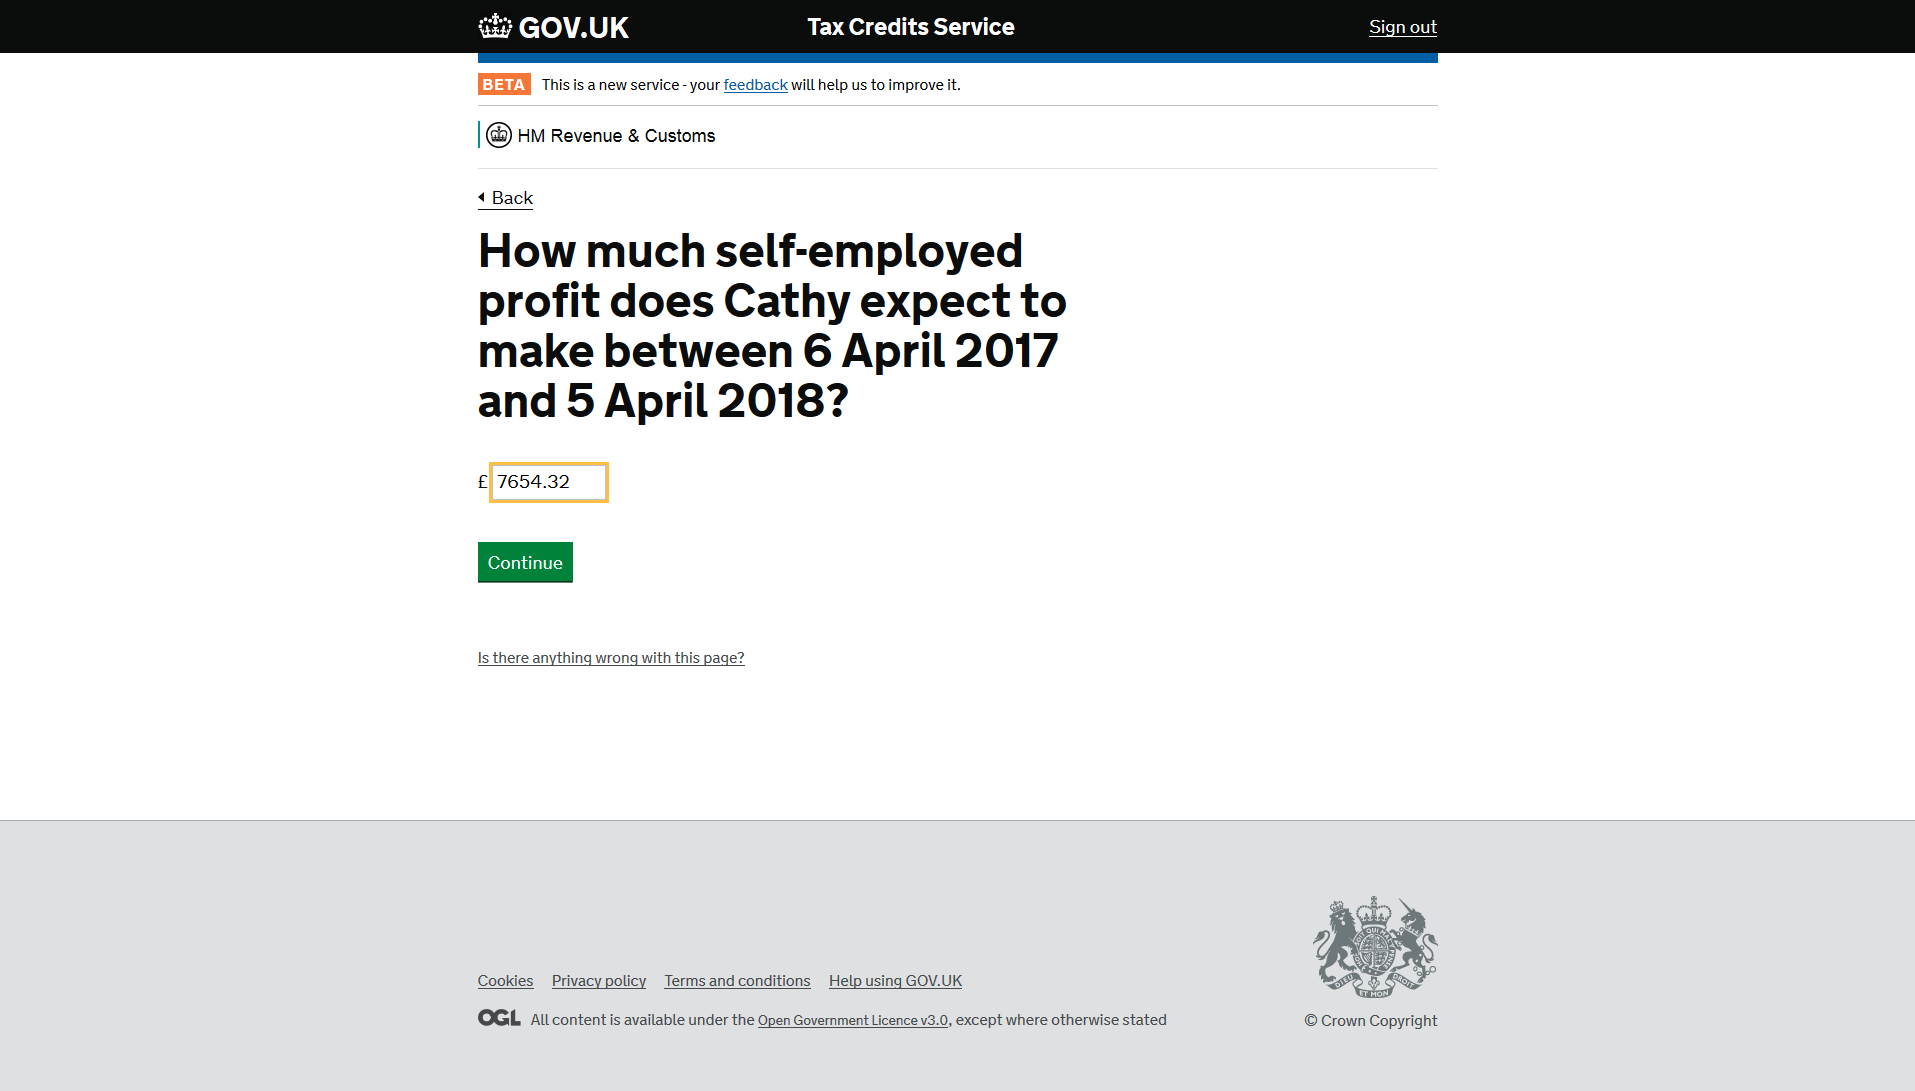 GOV.UK
Tax Credits Service
Sign out
BETA This is a new service - your feedback will help us to improve it.
HM Revenue & Customs
Back
How much self-employed
profit does Cathy expect to
make between 6 April 2017
and 5 April 2018?
£ 7654.32
Continue
Is there anything wrong with this page?
Cookies Privacy policy Terms and conditions Help using GOV.UK
OGL All content is available under the Open Government Licence v3.0, except where otherwise stated
© Crown Copyright